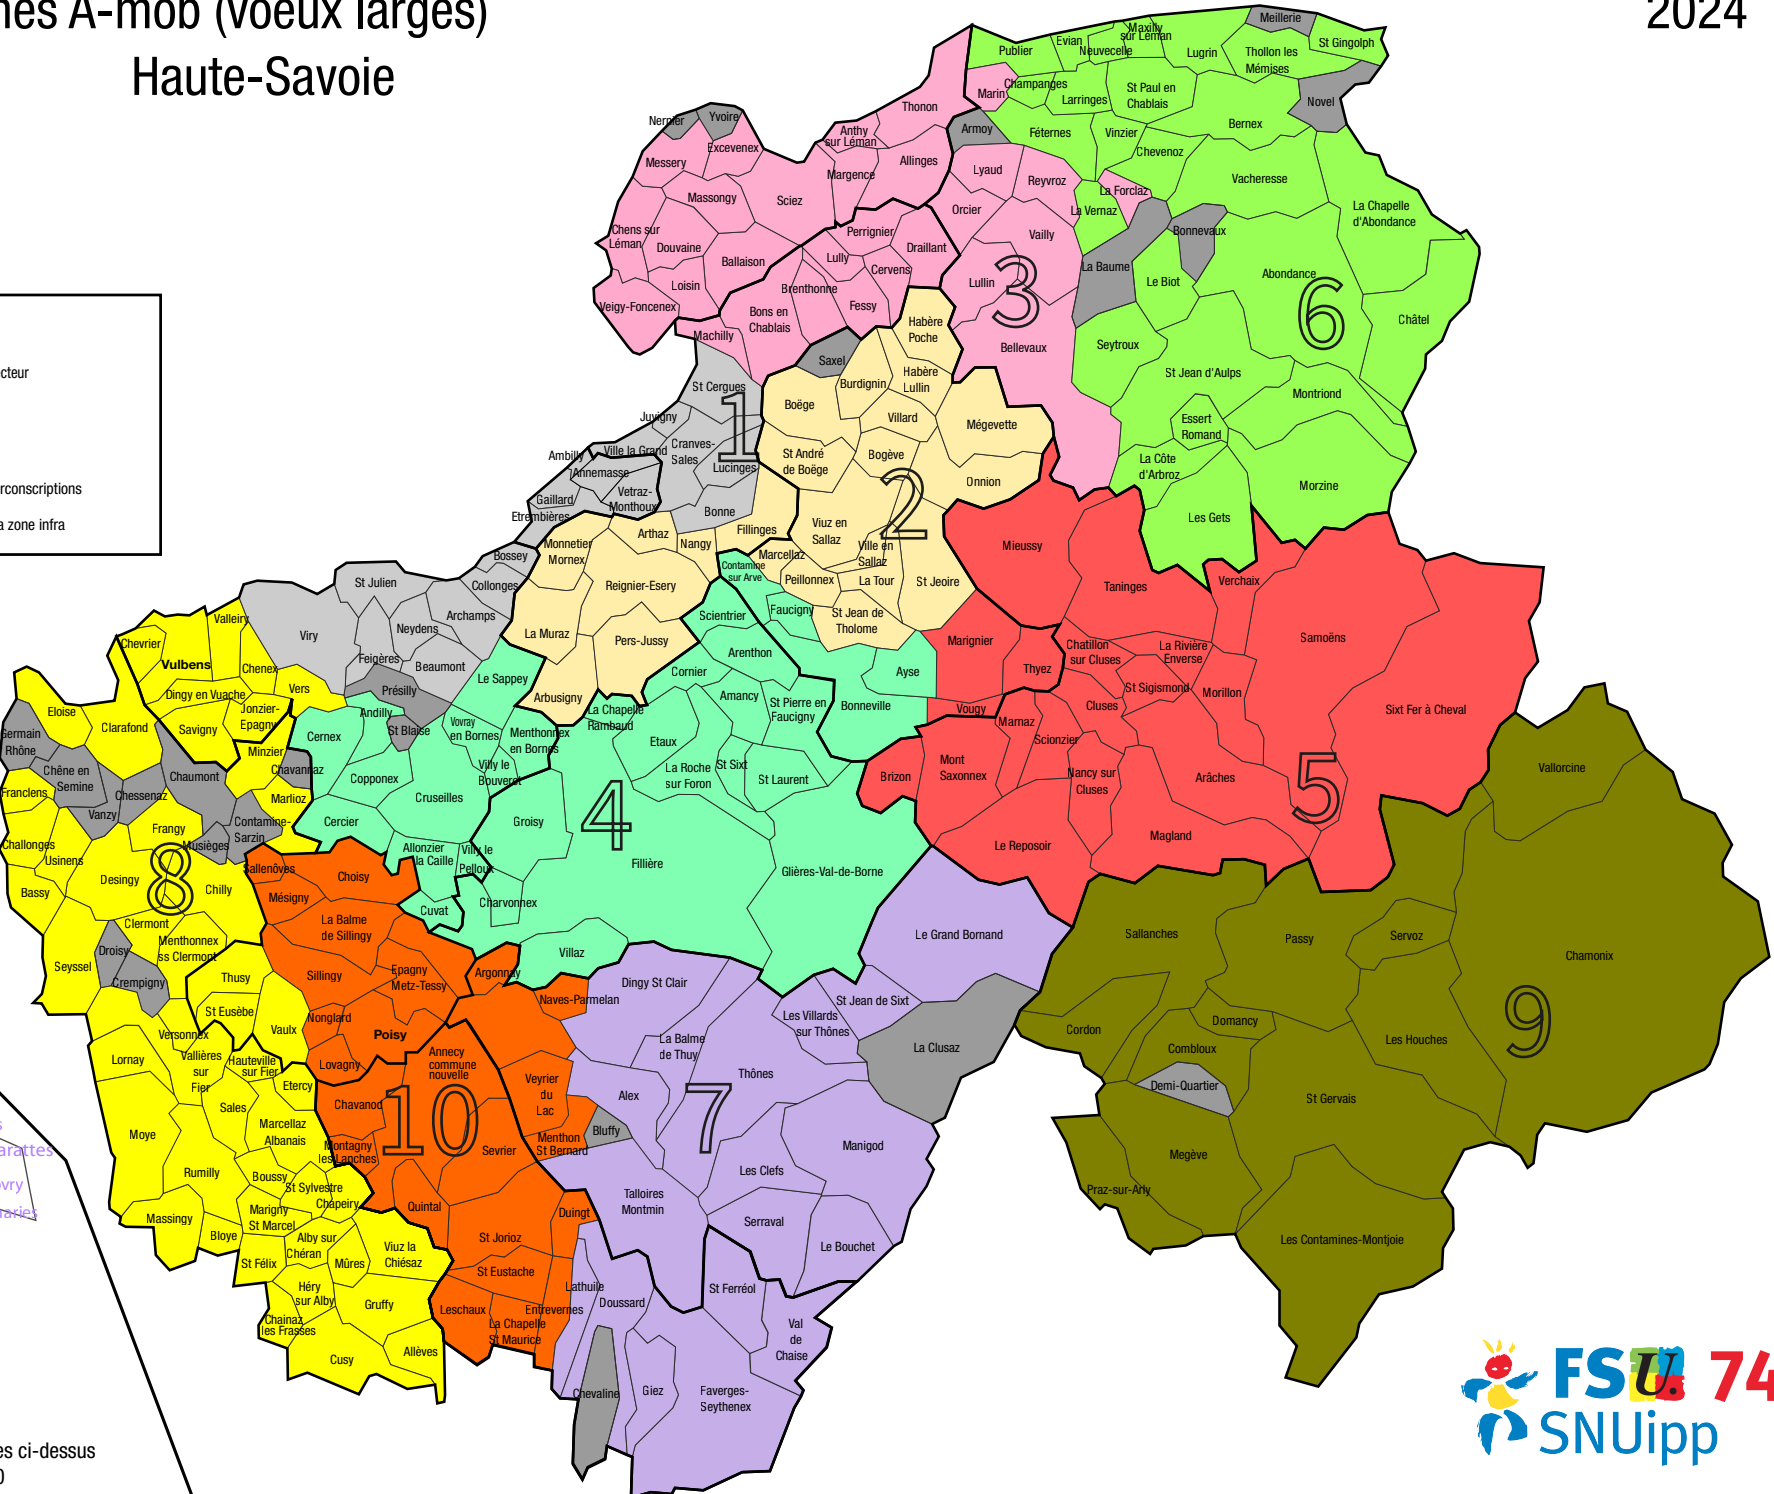 nes A-mob (voeux larges)
Haute-Savoie
2024
cteur
rconscriptions
a zone infra
Meillerie
Publier
Evian
Maxilly
sur Léman
Neuvecelle
Lugrin
Thollon les
Mémises
St Gingolph
Marin
Champanges
Larringes
St Paul en
Chablais
Novel
Thonon
Armoy
Féternes
Vinzier
Bernex
Chevenoz
Nernier
Yvoire
Excevenex
Messery
Anthy
sur Léman
Allinges
Margence
Massongy
Sciez
Lyaud
Reyvroz
La Forclaz
Vacheresse
La Chapelle
d'Abondance
Orcier
La Vernaz
Vailly
Bonnevaux
Chens sur
Léman
Douvaine
Ballaison
Perrignier
Draillant
Lully
Cervens
Loisin
Brenthonne
Fessy
Veigy-Foncenex
Bons en
Chablais
Machilly
Lullin
3
La Baume
Le Biot
Abondance
6
Châtel
Habère
Poche
Bellevaux
Seytroux
St Jean d'Aulps
Saxel
Burdignin
Habère
Lullin
Montriond
St Cergues
1
Boëge
Villard
Mégevette
Essert
Romand
Juvigny
Cranves-
Sales
Ville la Grand
Ambilly
Annemasse
Lucinges
St André
de Boëge
Bogève
Onnion
La Côte
d'Arbroz
Morzine
Gaillard
Vetraz-
Monthoux
Etrembières
Bonne
2
Les Gets
Arthaz
Nangy
Fillinges
Viuz en
Sallaz
Ville en
Sallaz
Mieussy
Monnetier
Mornex
Bossey
Marcellaz
Contamine
sur Arve
Peillonnex
La Tour
St Jeoire
Taninges
Verchaix
St Julien
Collonges
Reignier-Esery
Archamps
Scientrier
Faucigny
St Jean de
Tholome
Samoëns
Valleiry
Viry
Neydens
La Muraz
Pers-Jussy
Marignier
Chatillon
sur Cluses
La Rivière
Enverse
Chevrier
Vulbens
Chenex
Feigères
Beaumont
Arenthon
Thyez
Cornier
Ayse
St Sigismond
Morillon
Dingy en Vuache
Vers
Présilly
Le Sappey
Arbusigny
Amancy
St Pierre en
Faucigny
Bonneville
Vougy
Marnaz
Cluses
Sixt Fer à Cheval
Eloise
Clarafond
Savigny
Jonzier-
Epagny
Andilly
St Blaise
Vovray
en Bornes
La Chapelle
Rambaud
Menthonnex
en Bornes
Etaux
Scionzier
Germain
Rhône
Cernex
Minzier
Chavannaz
Chêne en
Semine
Chaumont
Copponex
Villy le
Bouveret
La Roche
sur Foron
St Sixt
St Laurent
Brizon
Mont
Saxonnex
Nancy sur
Cluses
Arâches
5
Vallorcine
Franclens
Chessenaz
Marlioz
Cruseilles
Vanzy
Contamine-
Sarzin
Cercier
Groisy
4
Magland
Frangy
Musièges
Challonges
Usinens
Allonzier
la Caille
Villy le
Pelloux
Le Reposoir
Fillière
Glières-Val-de-Borne
Desingy
8
Chilly
Sallenôves
Choisy
Mésigny
Bassy
Charvonnex
Cuvat
Clermont
La Balme
de Sillingy
Menthonnex
ss Clermont
Droisy
Villaz
Le Grand Bornand
Sallanches
Passy
Servoz
Chamonix
Seyssel
Crempigny
Thusy
Sillingy
Epagny
Metz-Tessy
Argonnay
Dingy St Clair
Naves-Parmelan
St Jean de Sixt
St Eusèbe
Nonglard
Poisy
Les Villards
sur Thônes
Vaulx
Versonnex
La Clusaz
Cordon
Domancy
9
Les Houches
Combloux
Lornay
Vallières
sur
Fier
Hauteville
sur Fier
Lovagny
Annecy
commune
nouvelle
La Balme
de Thuy
Thônes
Etercy
Veyrier
du
Lac
Alex
Demi-Quartier
St Gervais
Sales
Chavanod
10
7
Marcellaz
Albanais
Moye
Montagny
les Lanches
Sevrier
Menthon
St Bernard
Bluffy
Manigod
Megève
Rumilly
Boussy
St Sylvestre
Chapeiry
Les Clefs
Talloires
Montmin
Praz-sur-Arly
Massingy
Marigny
St Marcel
Quintal
Duingt
Serraval
Bloye
Alby sur
Chéran
Viuz la
Chiésaz
St Jorioz
Le Bouchet
Les Contamines-Montjoie
St Félix
Mûres
St Eustache
Lathuile
St Ferréol
Héry
sur Alby
Gruffy
Leschaux
Entrevernes
Doussard
Chainaz
les Frasses
La Chapelle
St Maurice
Val
de
Chaise
Cusy
Allèves
Chevaline
Giez
Faverges-
Seythenex
s
arattes
vry
naries
es ci-dessus
0
FSU. 74
SNUipp